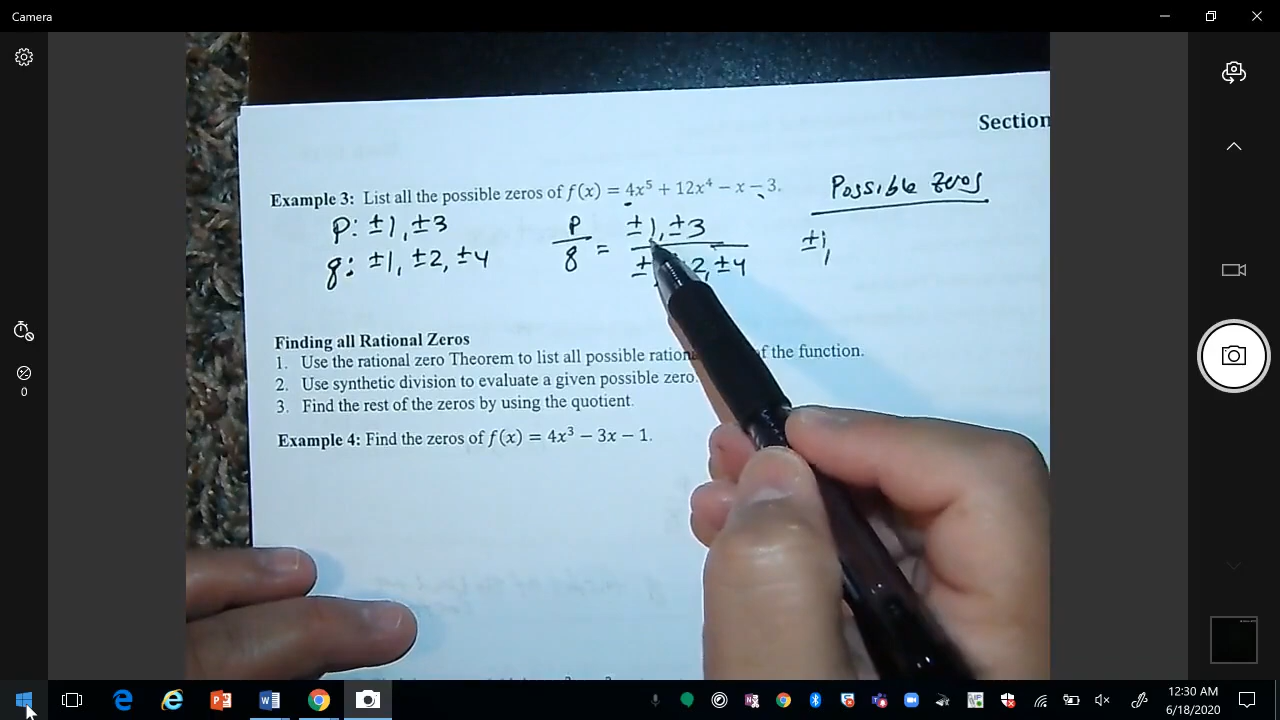 Camera
Section
Example 3: List all the possible zeros of f(x) = 4x⁵ + 12x⁴ − x − 3.
Possible zeros
p: ±1, ±3
p/q = ±1, ±3 / ± 2, ±4
±1,
q: ±1, ±2, ±4
Finding all Rational Zeros
1. Use the rational zero Theorem to list all possible of the function.
2. Use synthetic division to evaluate a given possible zero.
3. Find the rest of the zeros by using the quotient.
Example 4: Find the zeros of f(x) = 4x³ − 3x − 1.
0
12:30 AM
6/18/2020